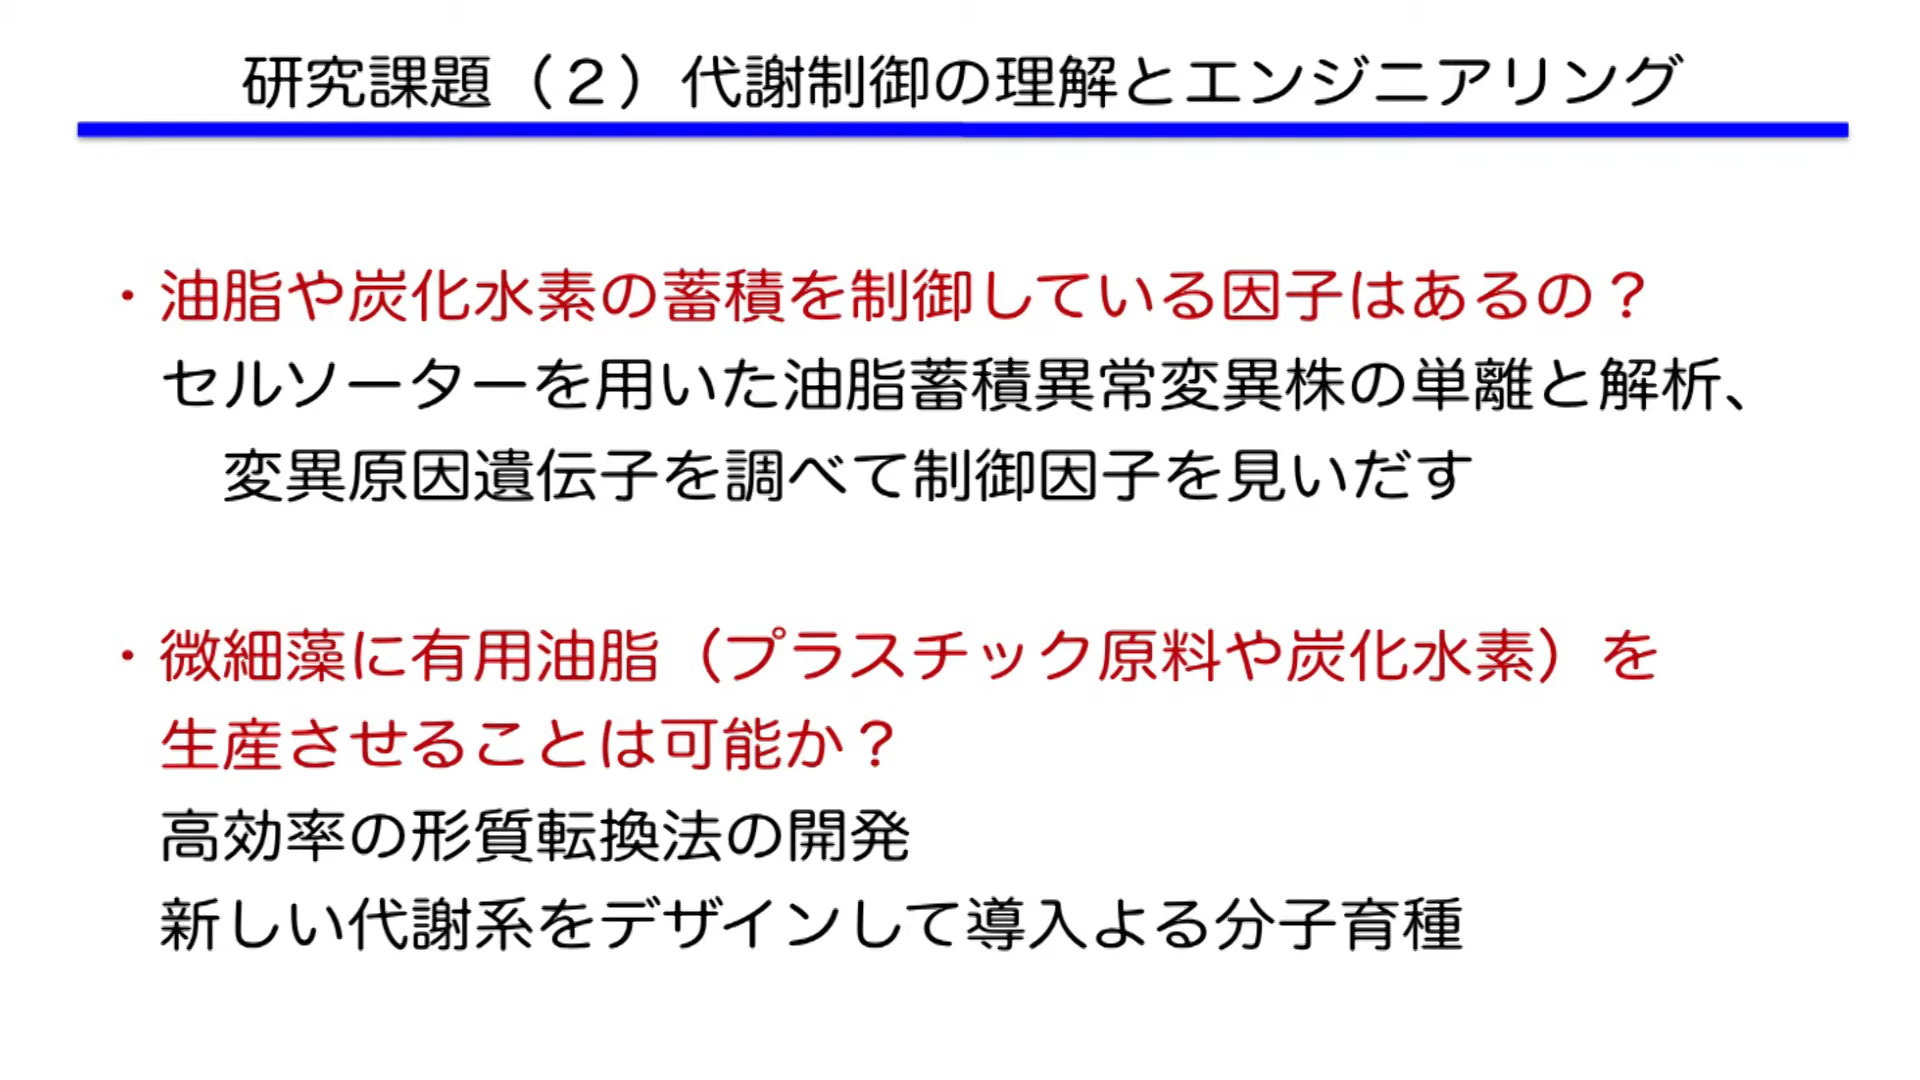 研究課題（２）代謝制御の理解とエンジニアリング
・油脂や炭化水素の蓄積を制御している因子はあるの？
セルソーターを用いた油脂蓄積異常変異株の単離と解析、
変異原因遺伝子を調べて制御因子を見いだす
・微細藻に有用油脂（プラスチック原料や炭化水素）を
生産させることは可能か？
高効率の形質転換法の開発
新しい代謝系をデザインして導入よる分子育種